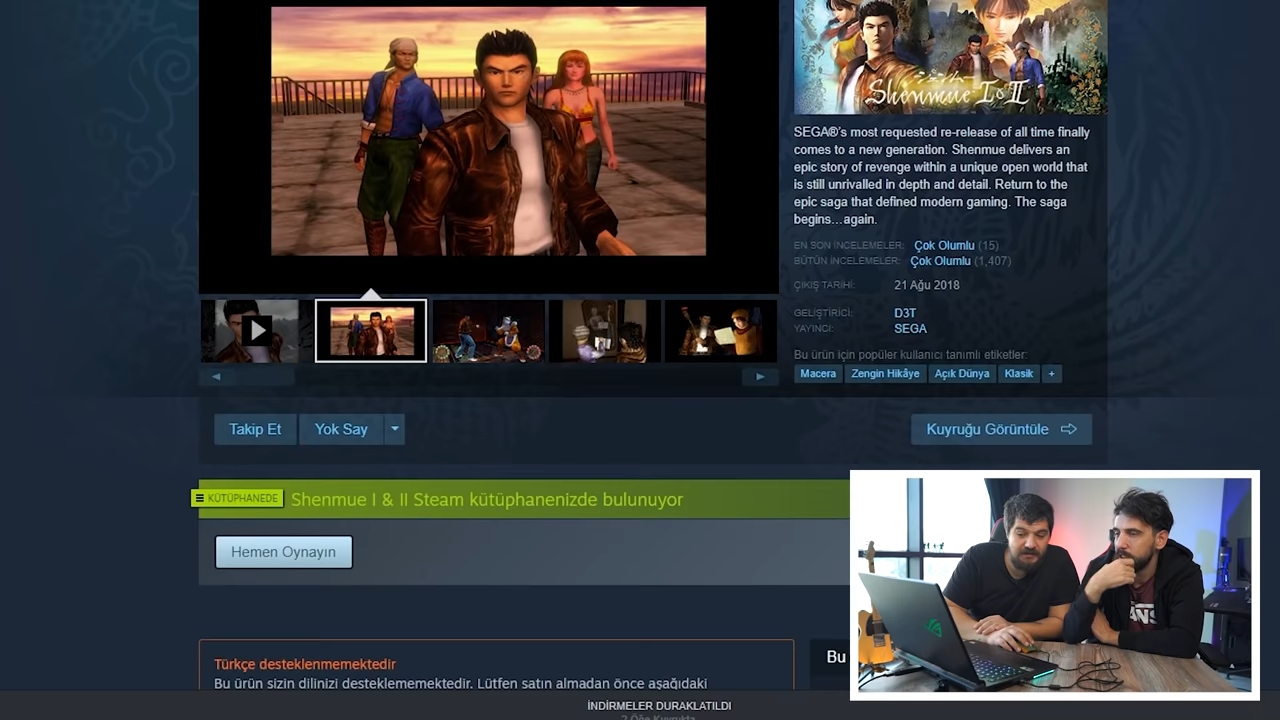 Shenmue I & II
SEGA®'s most requested re-release of all time finally
comes to a new generation. Shenmue delivers an
epic story of revenge within a unique open world that
is still unrivalled in depth and detail. Return to the
epic saga that defined modern gaming. The saga
begins…again.
EN SON İNCELEMELER: Çok Olumlu (15)
BÜTÜN İNCELEMELER: Çok Olumlu (1,407)
ÇIKIŞ TARİHİ: 21 Ağu 2018
GELİŞTİRİCİ: D3T
YAYINCI: SEGA
Bu ürün için popüler kullanıcı tanımlı etiketler:
Macera Zengin Hikâye Açık Dünya Klasik +
Takip Et Yok Say Kuyruğu Görüntüle
KÜTÜPHANEDE Shenmue I & II Steam kütüphanenizde bulunuyor
Hemen Oynayın
VANS
Türkçe desteklenmemektedir
Bu ürün sizin dilinizi desteklememektedir. Lütfen satın almadan önce aşağıdaki
Bu
İNDİRMELER DURAKLATILDI
2 Öğe Kuyrukta